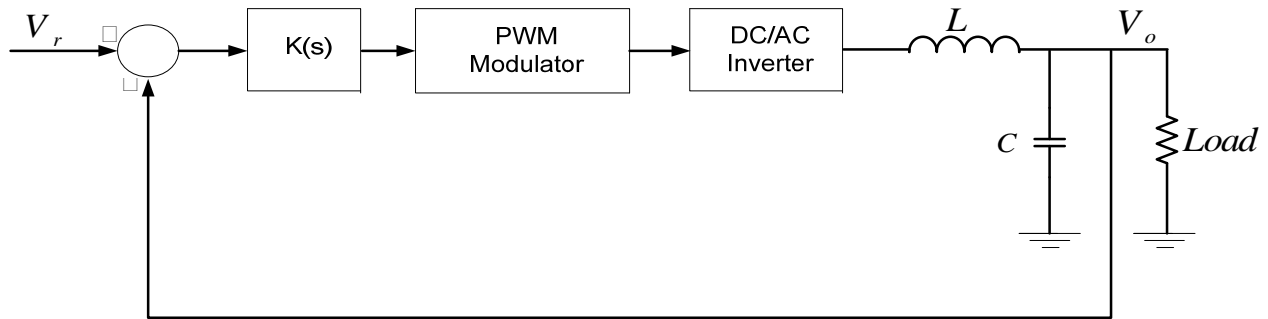 V_r
K(s)
PWM
Modulator
DC/AC
Inverter
L
V_o
C
Load